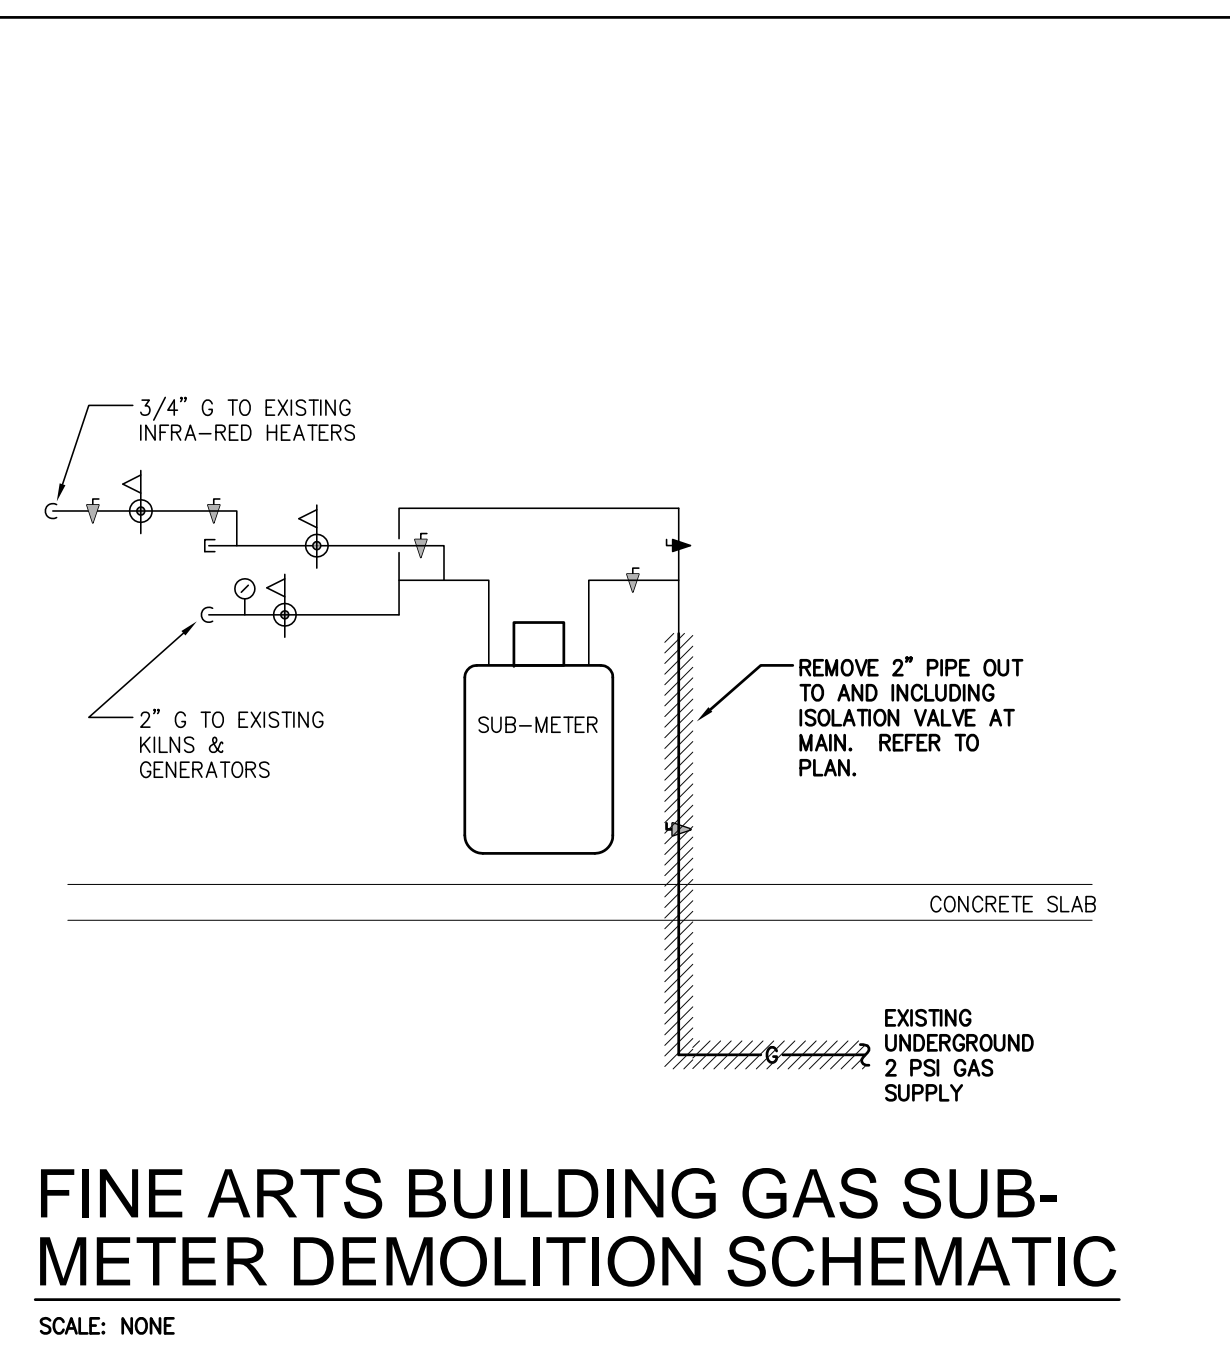 3/4" G TO EXISTING
INFRA-RED HEATERS
REMOVE 2" PIPE OUT
TO AND INCLUDING
ISOLATION VALVE AT
MAIN. REFER TO
PLAN.
2" G TO EXISTING
KILNS &
GENERATORS
SUB-METER
CONCRETE SLAB
EXISTING
UNDERGROUND
2 PSI GAS
SUPPLY
G
FINE ARTS BUILDING GAS SUB-
METER DEMOLITION SCHEMATIC
SCALE: NONE